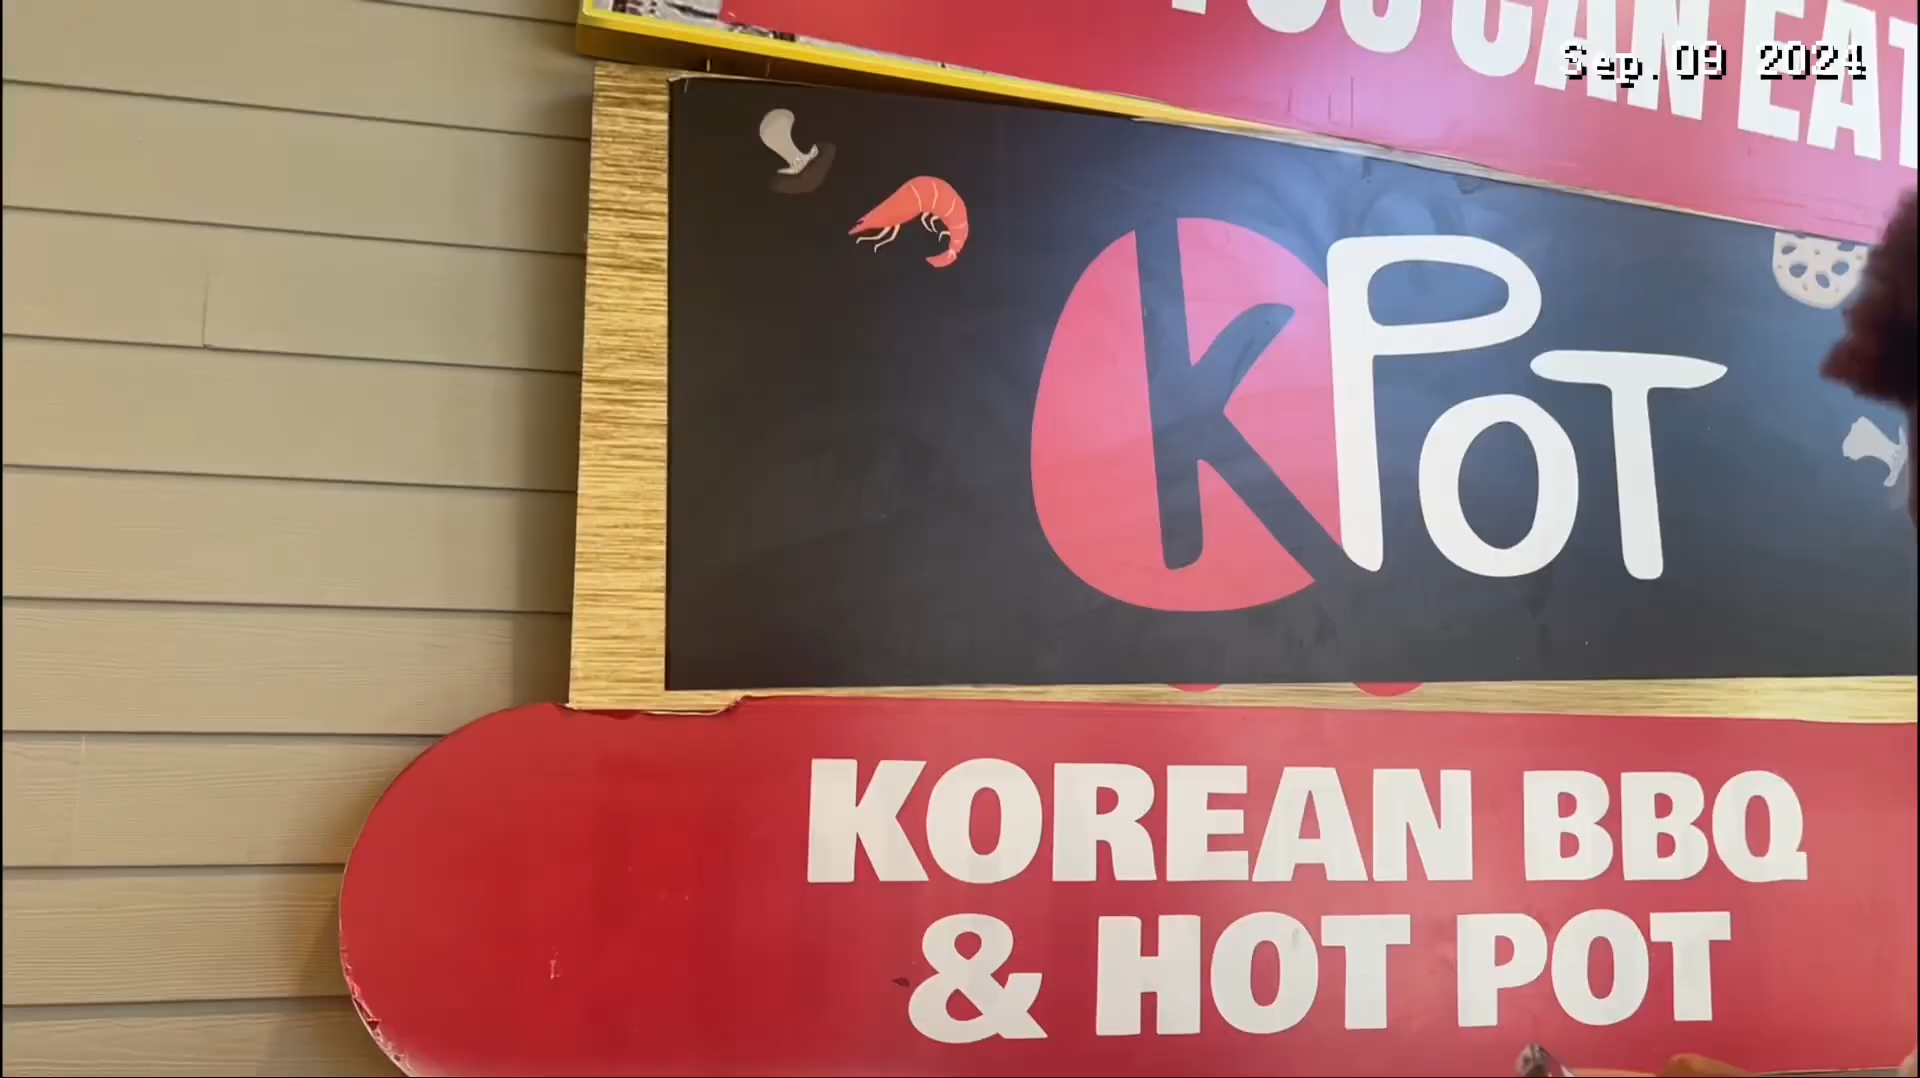 YOU CAN EAT
Sep.09 2024
KPOT
KOREAN BBQ
& HOT POT